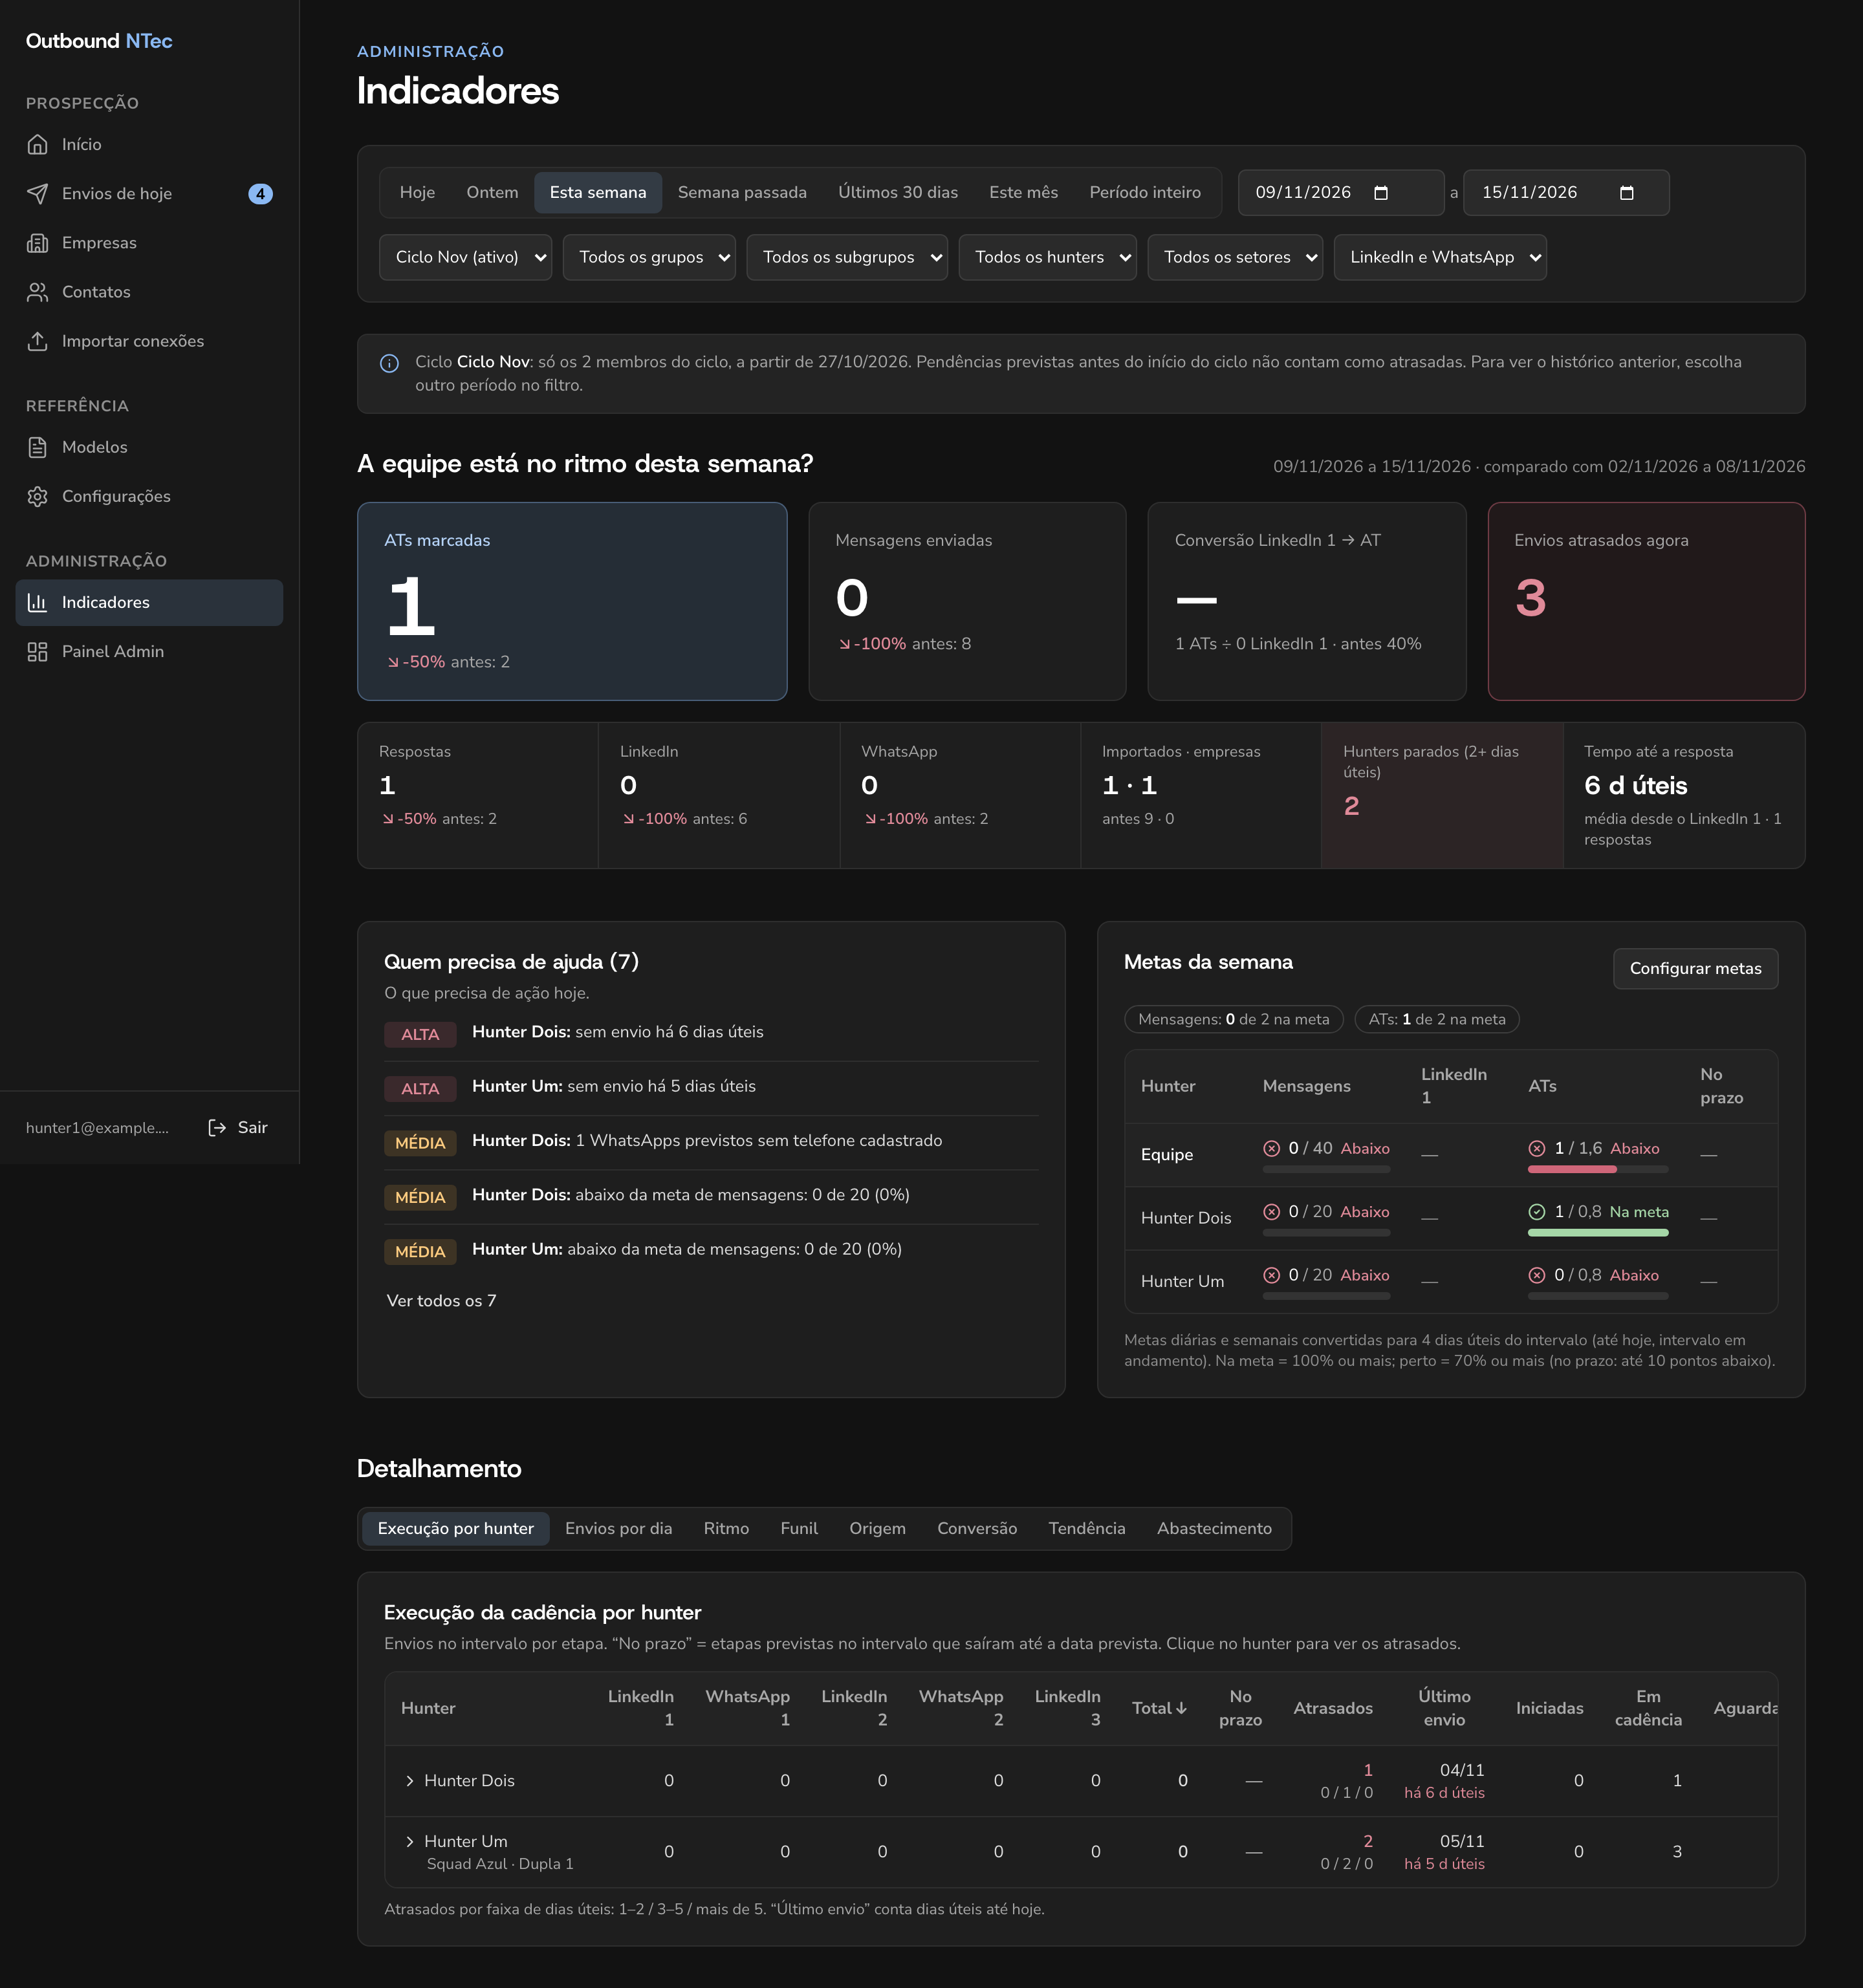 Outbound NTec
PROSPECÇÃO
Início
Envios de hoje 4
Empresas
Contatos
Importar conexões
REFERÊNCIA
Modelos
Configurações
ADMINISTRAÇÃO
Indicadores
Painel Admin
hunter1@example.... Sair
ADMINISTRAÇÃO
Indicadores
Hoje Ontem Esta semana Semana passada Últimos 30 dias Este mês Período inteiro 09/11/2026 a 15/11/2026
Ciclo Nov (ativo) Todos os grupos Todos os subgrupos Todos os hunters Todos os setores LinkedIn e WhatsApp
Ciclo Ciclo Nov: só os 2 membros do ciclo, a partir de 27/10/2026. Pendências previstas antes do início do ciclo não contam como atrasadas. Para ver o histórico anterior, escolha
outro período no filtro.
A equipe está no ritmo desta semana? 09/11/2026 a 15/11/2026 · comparado com 02/11/2026 a 08/11/2026
ATs marcadas
1
-50% antes: 2
Mensagens enviadas
0
-100% antes: 8
Conversão LinkedIn 1 → AT
—
1 ATs ÷ 0 LinkedIn 1 · antes 40%
Envios atrasados agora
3
Respostas
1
-50% antes: 2
LinkedIn
0
-100% antes: 6
WhatsApp
0
-100% antes: 2
Importados · empresas
1 · 1
antes 9 · 0
Hunters parados (2+ dias
úteis)
2
Tempo até a resposta
6 d úteis
média desde o LinkedIn 1 · 1
respostas
Quem precisa de ajuda (7)
O que precisa de ação hoje.
ALTA Hunter Dois: sem envio há 6 dias úteis
ALTA Hunter Um: sem envio há 5 dias úteis
MÉDIA Hunter Dois: 1 WhatsApps previstos sem telefone cadastrado
MÉDIA Hunter Dois: abaixo da meta de mensagens: 0 de 20 (0%)
MÉDIA Hunter Um: abaixo da meta de mensagens: 0 de 20 (0%)
Ver todos os 7
Metas da semana Configurar metas
Mensagens: 0 de 2 na meta ATs: 1 de 2 na meta
Hunter Mensagens LinkedIn 1 ATs No prazo
Equipe 0 / 40 Abaixo — 1 / 1,6 Abaixo —
Hunter Dois 0 / 20 Abaixo — 1 / 0,8 Na meta —
Hunter Um 0 / 20 Abaixo — 0 / 0,8 Abaixo —
Metas diárias e semanais convertidas para 4 dias úteis do intervalo (até hoje, intervalo em
andamento). Na meta = 100% ou mais; perto = 70% ou mais (no prazo: até 10 pontos abaixo).
Detalhamento
Execução por hunter Envios por dia Ritmo Funil Origem Conversão Tendência Abastecimento
Execução da cadência por hunter
Envios no intervalo por etapa. “No prazo” = etapas previstas no intervalo que saíram até a data prevista. Clique no hunter para ver os atrasados.
Hunter LinkedIn 1 WhatsApp 1 LinkedIn 2 WhatsApp 2 LinkedIn 3 Total ↓ No prazo Atrasados Último envio Iniciadas Em cadência Aguarda
Hunter Dois 0 0 0 0 0 0 — 1 04/11 0 1
0 / 1 / 0 há 6 d úteis
Hunter Um 0 0 0 0 0 0 — 2 05/11 0 3
Squad Azul · Dupla 1 0 / 2 / 0 há 5 d úteis
Atrasados por faixa de dias úteis: 1–2 / 3–5 / mais de 5. “Último envio” conta dias úteis até hoje.